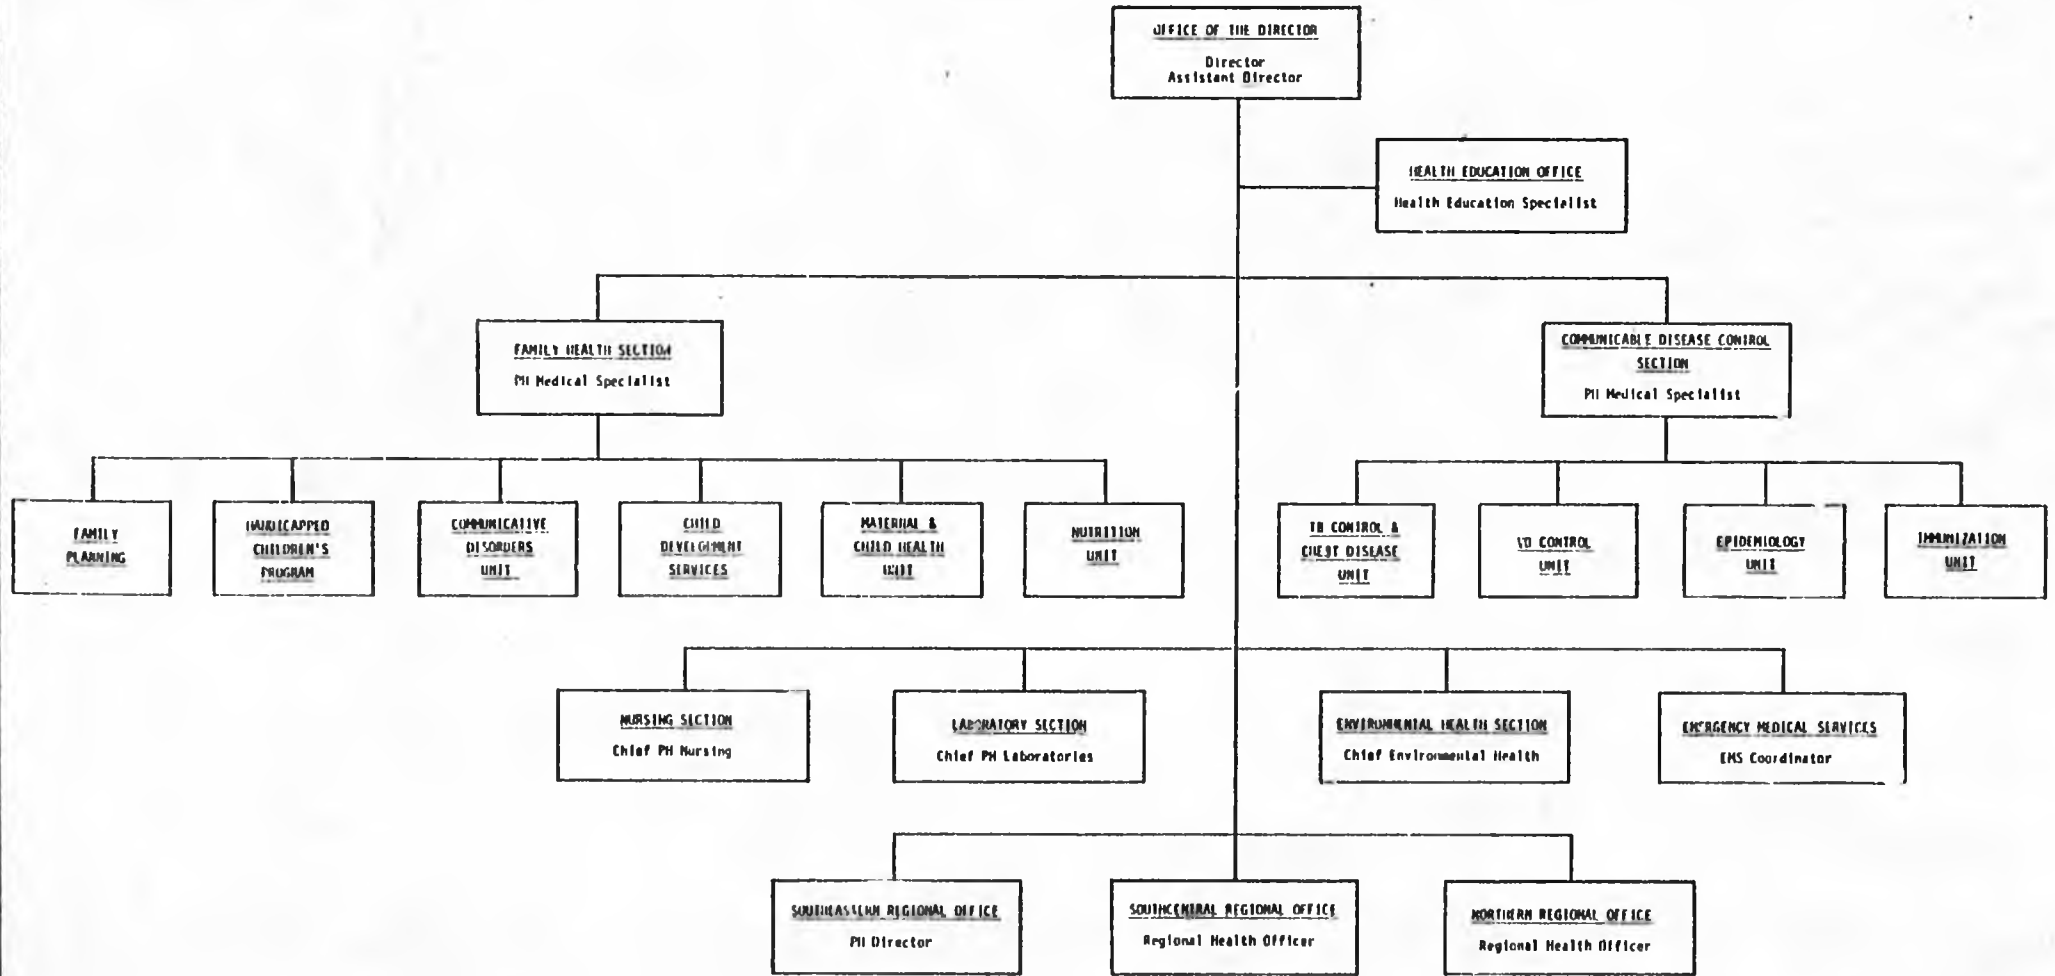 OFFICE OF THE DIRECTOR
Director
Assistant Director
HEALTH EDUCATION OFFICE
Health Education Specialist
FAMILY HEALTH SECTION
PH Medical Specialist
COMMUNICABLE DISEASE CONTROL
SECTION
PH Medical Specialist
FAMILY
PLANNING
HANDICAPPED
CHILDREN'S
PROGRAM
COMMUNICATIVE
DISORDERS
UNIT
CHILD
DEVELOPMENT
SERVICES
MATERNAL &
CHILD HEALTH
UNIT
NUTRITION
UNIT
TB CONTROL &
CHEST DISEASE
UNIT
VD CONTROL
UNIT
EPIDEMIOLOGY
UNIT
IMMUNIZATION
UNIT
NURSING SECTION
Chief PH Nursing
LABORATORY SECTION
Chief PH Laboratories
ENVIRONMENTAL HEALTH SECTION
Chief Environmental Health
EMERGENCY MEDICAL SERVICES
EMS Coordinator
SOUTHEASTERN REGIONAL OFFICE
PH Director
SOUTHCENTRAL REGIONAL OFFICE
Regional Health Officer
NORTHERN REGIONAL OFFICE
Regional Health Officer